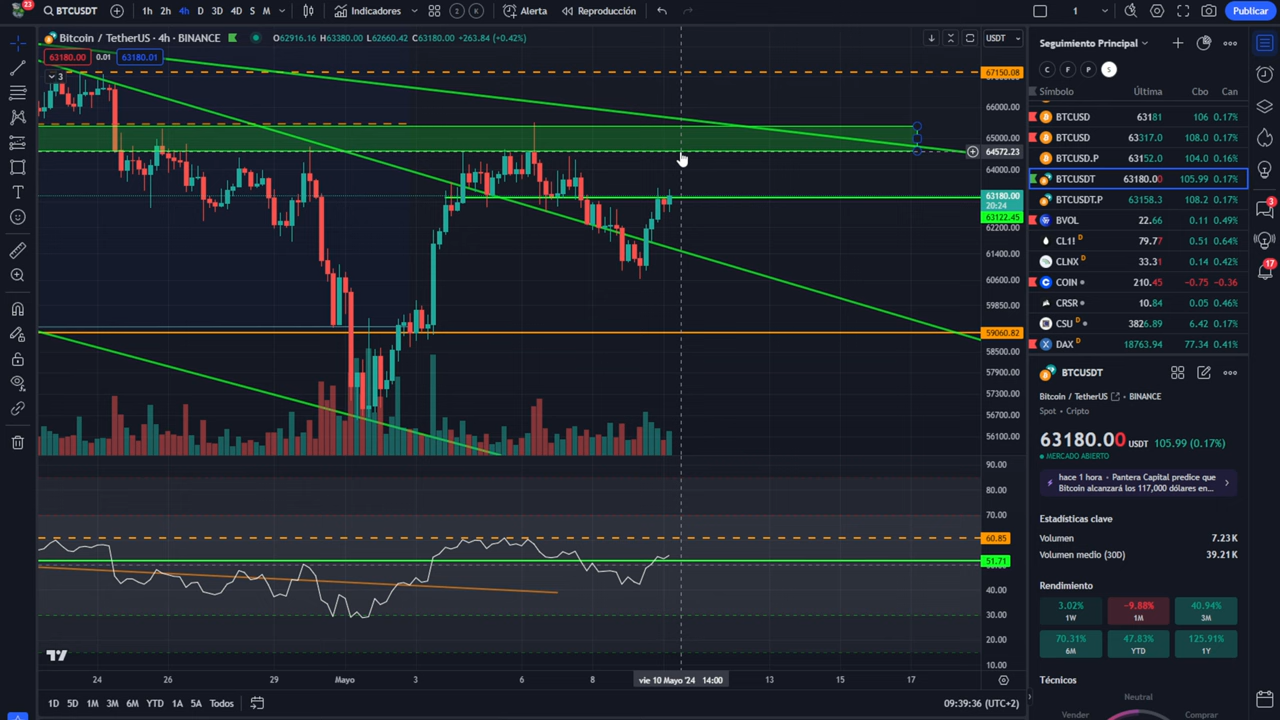 23
BTCUSDT
1h 2h 4h D 3D 4D S M
Indicadores
2 K
Alerta
Reproducción
1
Publicar
Bitcoin / TetherUS · 4h · BINANCE
O62916.16 H63380.00 L62660.42 C63180.00 +263.84 (+0.42%)
USDT
63180.00 0.01 63180.01
3
67150.08
66000.00
65000.00
64572.23
64000.00
63180.00
20:24
63122.45
62200.00
61400.00
60600.00
59850.00
59060.82
58500.00
57900.00
57300.00
56700.00
56100.00
90.00
80.00
70.00
60.85
51.71
40.00
30.00
20.00
10.00
24 26 29 Mayo 3 6 8 vie 10 Mayo '24 14:00 13 15 17
1D 5D 1M 3M 6M YTD 1A 5A Todos
09:39:36 (UTC+2)
Seguimiento Principal
C F P S
Símbolo Última Cbo Can
BTCUSD 63181 106 0.17%
BTCUSD 63317.0 108.0 0.17%
BTCUSD.P 63152.0 104.0 0.16%
BTCUSDT 63180.00 105.99 0.17%
BTCUSDT.P 63158.3 108.2 0.17%
BVOL 22.66 0.11 0.49%
CL1! D 79.77 0.51 0.64%
CLNX D 33.31 0.14 0.42%
COIN 210.45 -0.75 -0.36
CRSR 10.84 0.05 0.46%
CSU D 3826.89 6.42 0.17%
DAX D 18763.94 77.34 0.41%
BTCUSDT
Bitcoin / TetherUS · BINANCE
Spot · Cripto
63180.00 USDT 105.99 (0.17%)
MERCADO ABIERTO
hace 1 hora · Pantera Capital predice que
Bitcoin alcanzará los 117,000 dólares en...
Estadísticas clave
Volumen 7.23 K
Volumen medio (30D) 39.21 K
Rendimiento
3.02% −9.88% 40.94%
1W 1M 3M
70.31% 47.83% 125.91%
6M YTD 1Y
Técnicos
Neutral
Vender Comprar
3
17